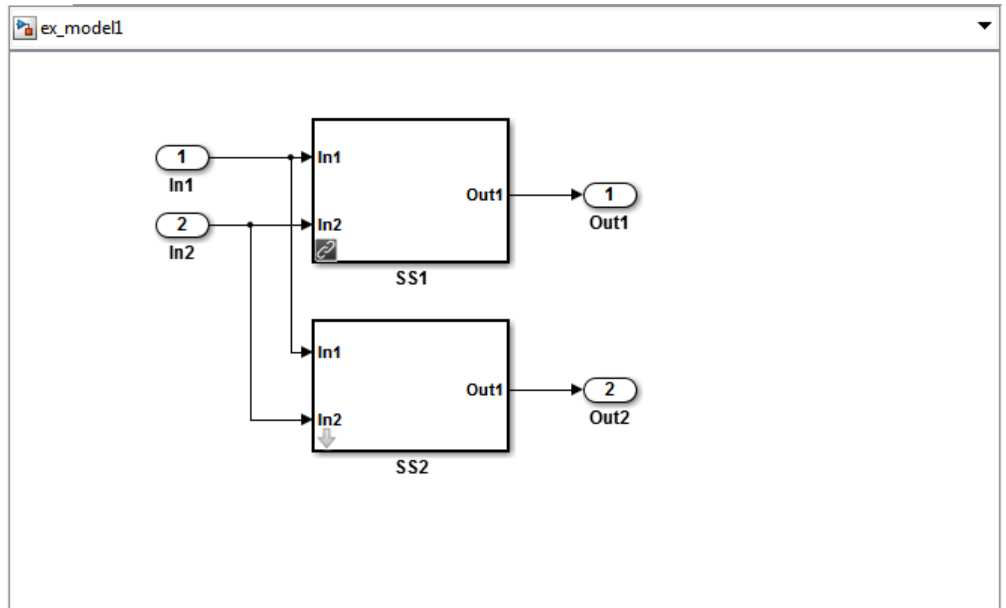 ex_model1
1
In1
In1
Out1
1
Out1
2
In2
In2
SS1
In1
Out1
2
Out2
In2
SS2